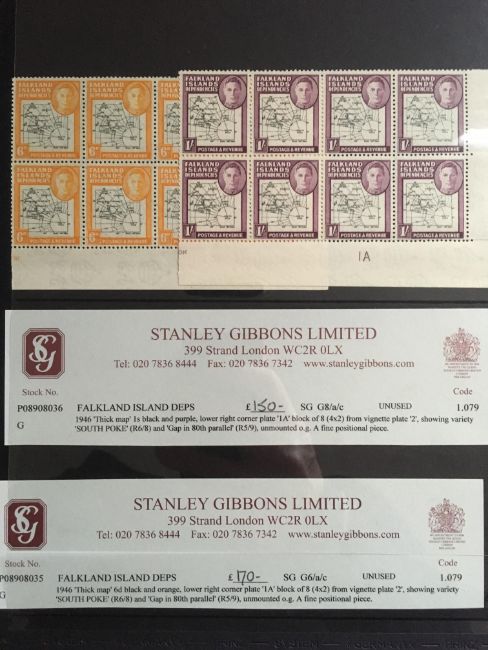 FALKLAND ISLANDS DEPENDENCIES
6d
POSTAGE & REVENUE
FALKLAND ISLANDS DEPENDENCIES
1/-
POSTAGE & REVENUE
1A
STANLEY GIBBONS LIMITED
399 Strand London WC2R 0LX
Tel: 020 7836 8444 Fax: 020 7836 7342 www.stanleygibbons.com
Stock No.
Code
P08908036 FALKLAND ISLAND DEPS £150- SG G8/a/c UNUSED 1.079
G 1946 'Thick map' 1s black and purple, lower right corner plate '1A' block of 8 (4x2) from vignette plate '2', showing variety
'SOUTH POKE' (R6/8) and 'Gap in 80th parallel' (R5/9), unmounted o.g. A fine positional piece.
STANLEY GIBBONS LIMITED
399 Strand London WC2R 0LX
Tel: 020 7836 8444 Fax: 020 7836 7342 www.stanleygibbons.com
Stock No.
Code
P08908035 FALKLAND ISLAND DEPS £170- SG G6/a/c UNUSED 1.079
G 1946 'Thick map' 6d black and orange, lower right corner plate '1A' block of 8 (4x2) from vignette plate '2', showing variety
'SOUTH POKE' (R6/8) and 'Gap in 80th parallel' (R5/9), unmounted o.g. A fine positional piece.